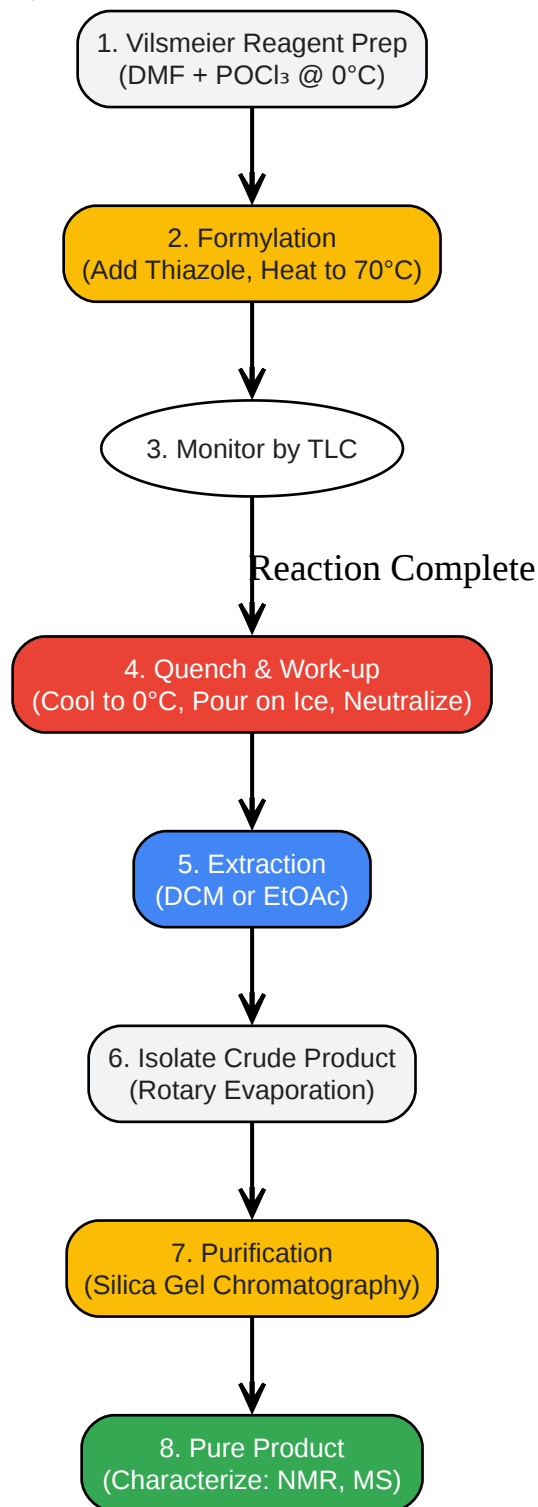 1. Vilsmeier Reagent Prep
(DMF + POCl₃ @ 0°C)
2. Formylation
(Add Thiazole, Heat to 70°C)
3. Monitor by TLC
Reaction Complete
4. Quench & Work-up
(Cool to 0°C, Pour on Ice, Neutralize)
5. Extraction
(DCM or EtOAc)
6. Isolate Crude Product
(Rotary Evaporation)
7. Purification
(Silica Gel Chromatography)
8. Pure Product
(Characterize: NMR, MS)